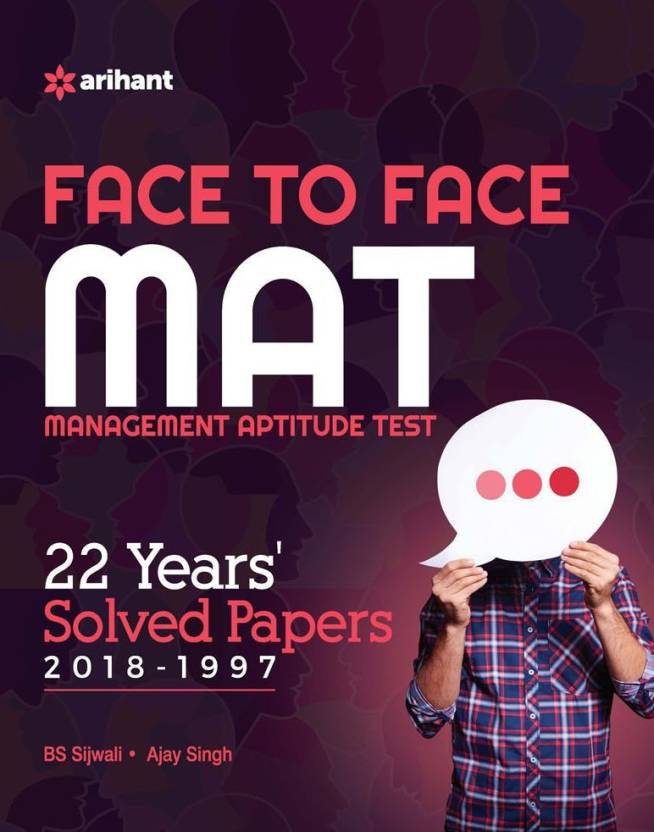 arihant
FACE TO FACE
MAT
MANAGEMENT APTITUDE TEST
22 Years'
Solved Papers
2018-1997
BS Sijwali • Ajay Singh